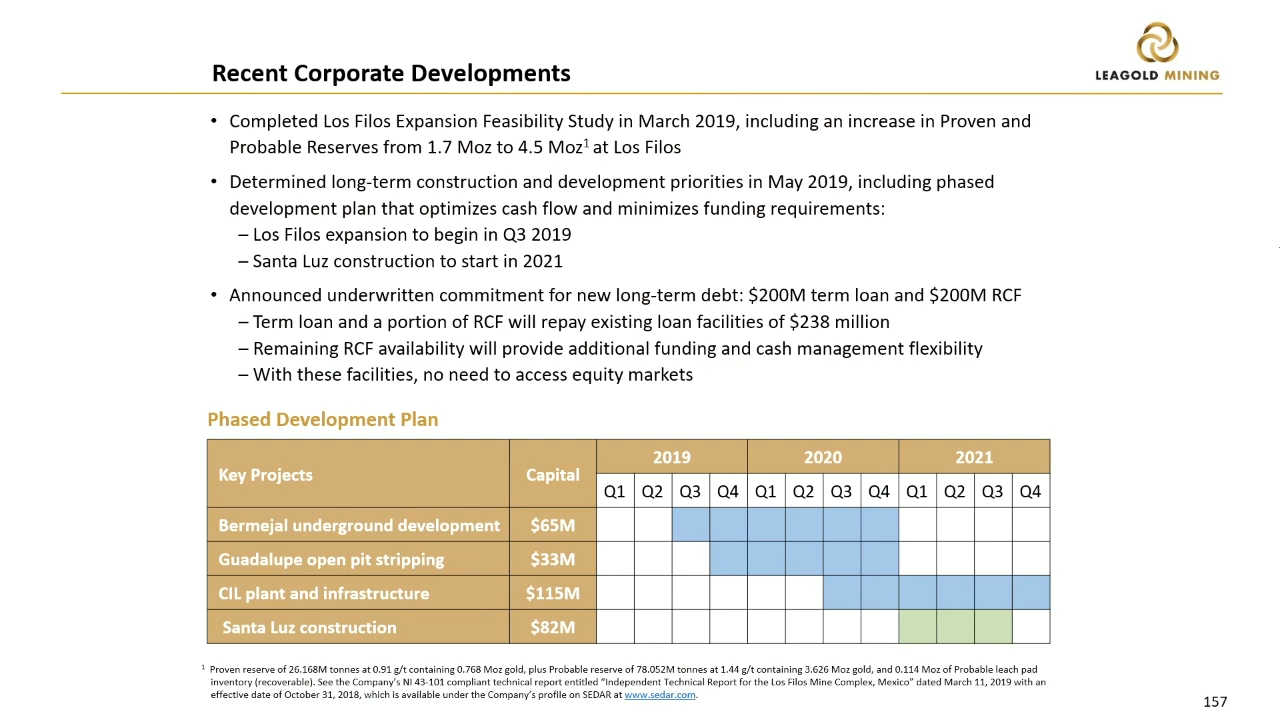 LEAGOLD MINING
Recent Corporate Developments
• Completed Los Filos Expansion Feasibility Study in March 2019, including an increase in Proven and
Probable Reserves from 1.7 Moz to 4.5 Moz¹ at Los Filos
• Determined long-term construction and development priorities in May 2019, including phased
development plan that optimizes cash flow and minimizes funding requirements:
– Los Filos expansion to begin in Q3 2019
– Santa Luz construction to start in 2021
• Announced underwritten commitment for new long-term debt: $200M term loan and $200M RCF
– Term loan and a portion of RCF will repay existing loan facilities of $238 million
– Remaining RCF availability will provide additional funding and cash management flexibility
– With these facilities, no need to access equity markets
Phased Development Plan
Key Projects Capital 2019 2020 2021
Q1 Q2 Q3 Q4 Q1 Q2 Q3 Q4 Q1 Q2 Q3 Q4
Bermejal underground development $65M
Guadalupe open pit stripping $33M
CIL plant and infrastructure $115M
Santa Luz construction $82M
¹ Proven reserve of 26.168M tonnes at 0.91 g/t containing 0.768 Moz gold, plus Probable reserve of 78.052M tonnes at 1.44 g/t containing 3.626 Moz gold, and 0.114 Moz of Probable leach pad
inventory (recoverable). See the Company's NI 43-101 compliant technical report entitled "Independent Technical Report for the Los Filos Mine Complex, Mexico" dated March 11, 2019 with an
effective date of October 31, 2018, which is available under the Company's profile on SEDAR at www.sedar.com.
157